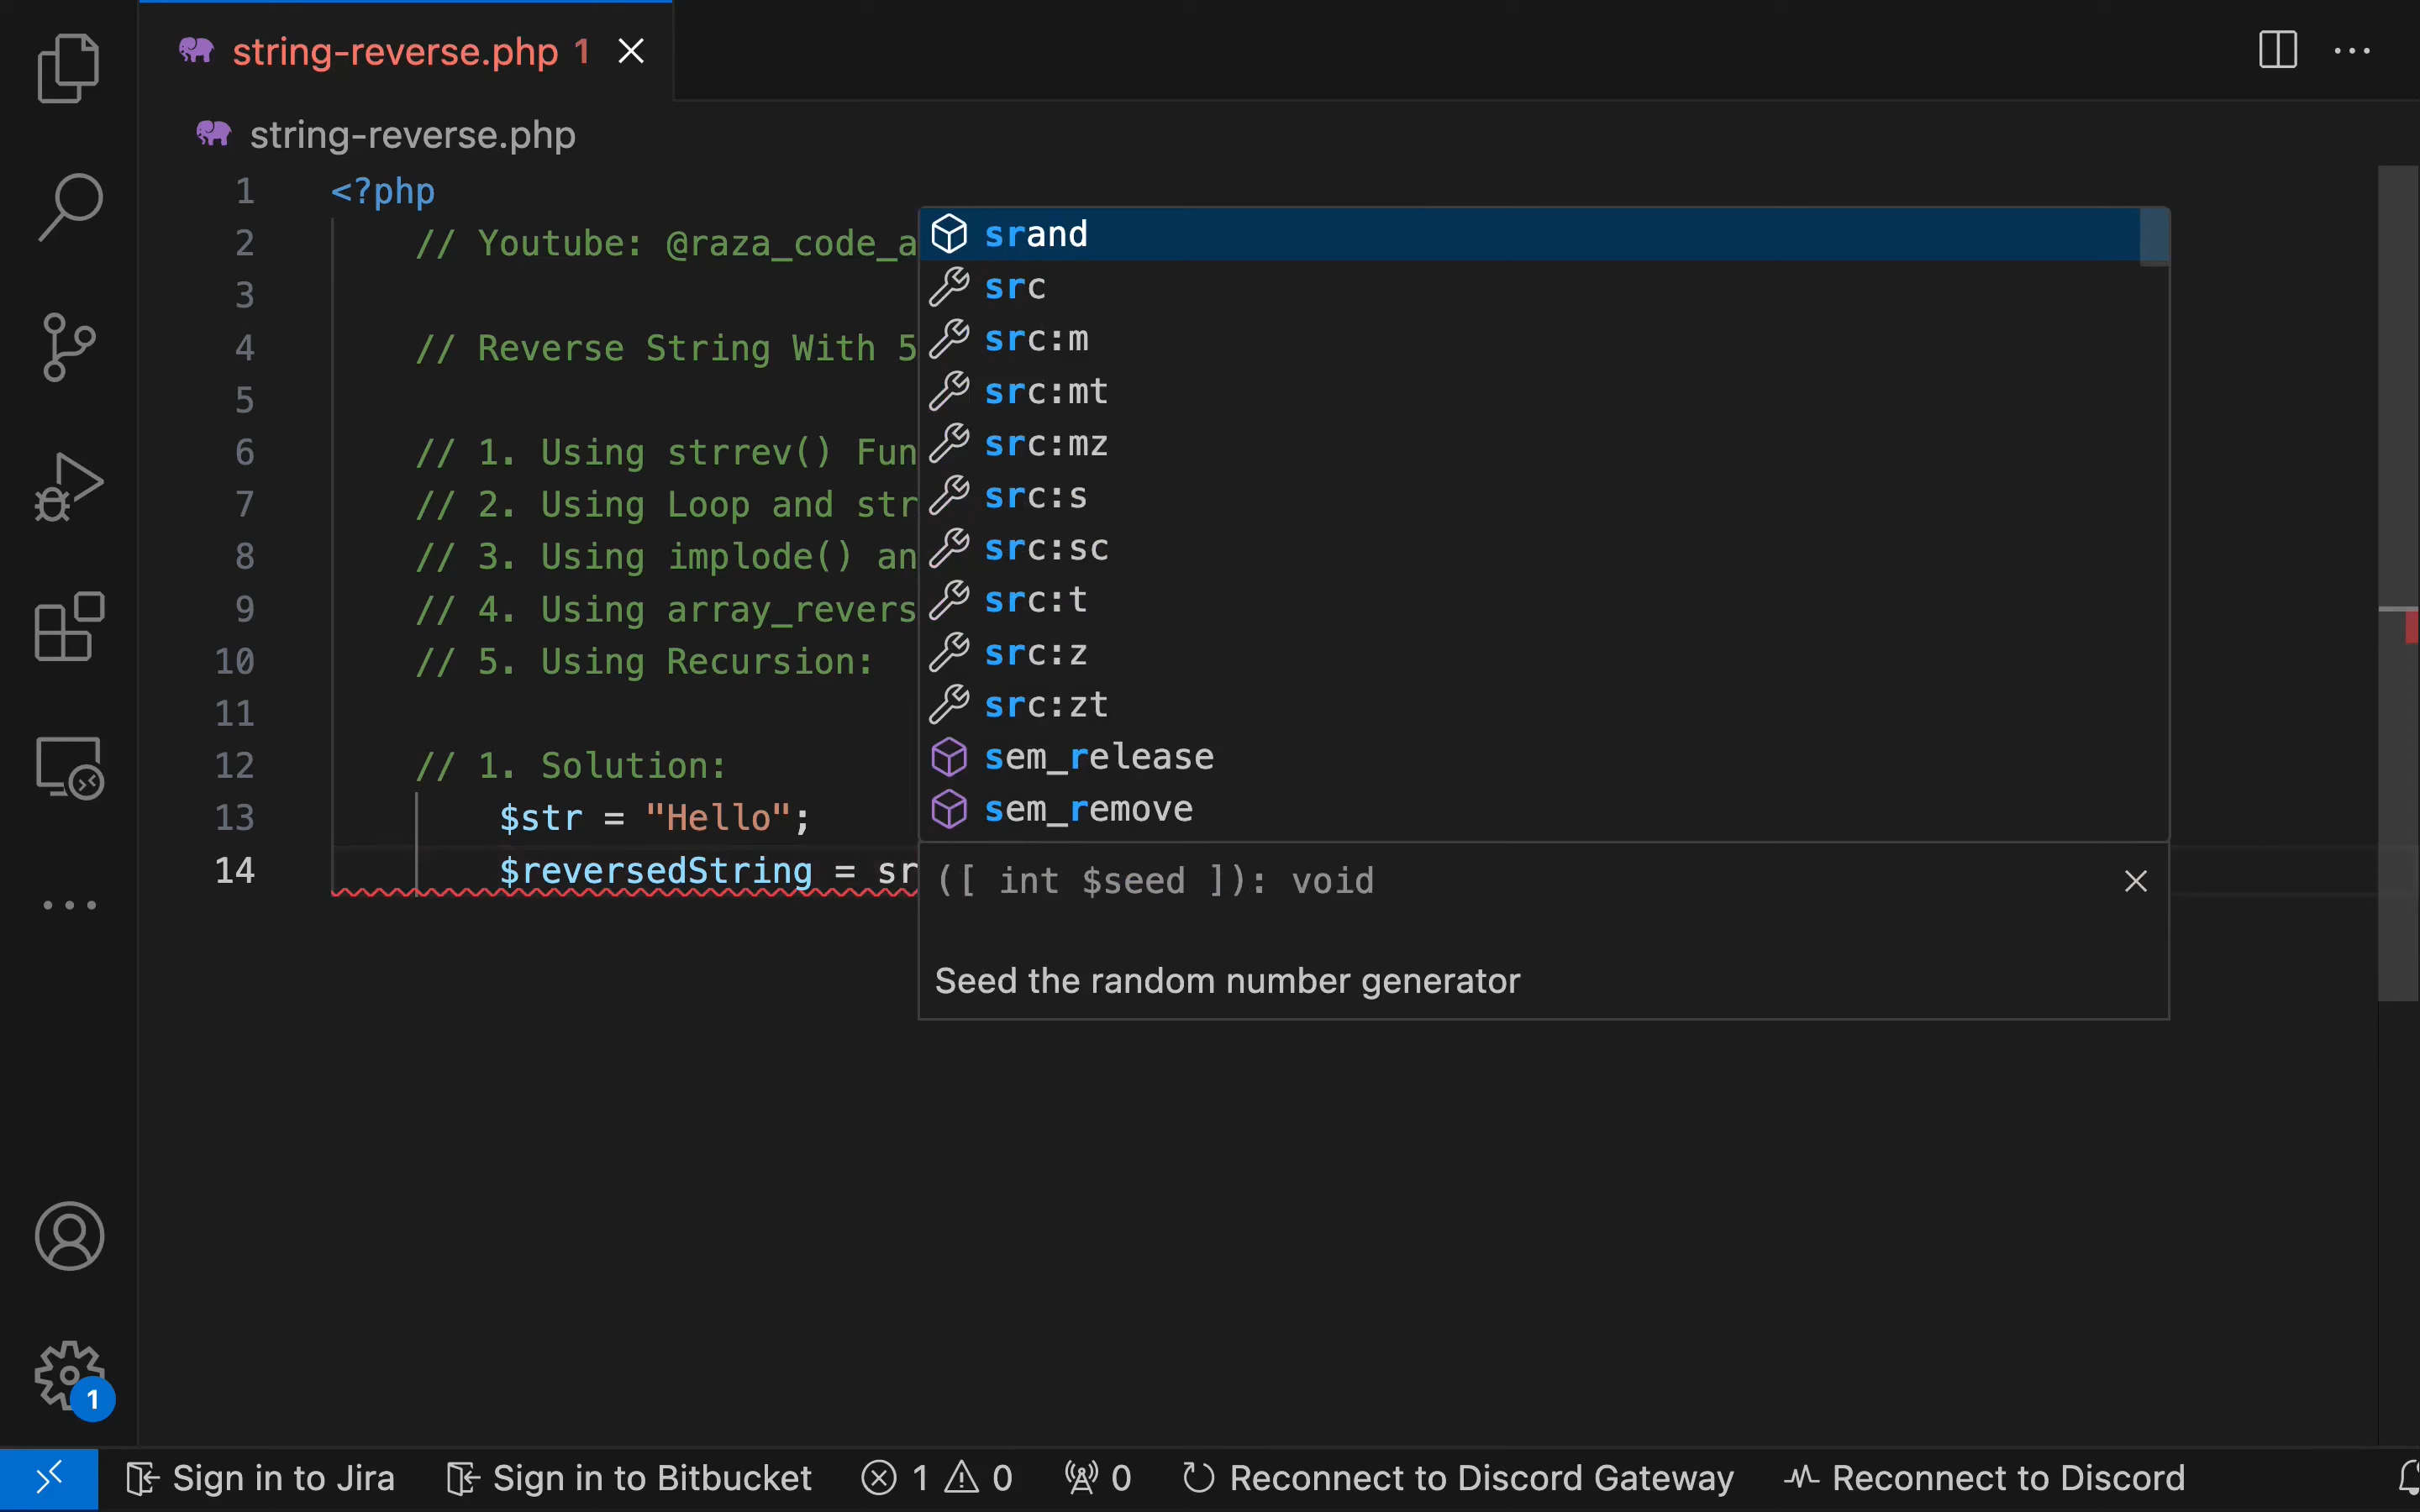 string-reverse.php 1
string-reverse.php
1 <?php
2 // Youtube: @raza_code_a
3
4 // Reverse String With 5
5
6 // 1. Using strrev() Fun
7 // 2. Using Loop and str
8 // 3. Using implode() an
9 // 4. Using array_revers
10 // 5. Using Recursion:
11
12 // 1. Solution:
13 $str = "Hello";
14 $reversedString = sr
srand
src
src:m
src:mt
src:mz
src:s
src:sc
src:t
src:z
src:zt
sem_release
sem_remove
([ int $seed ]): void
Seed the random number generator
1
Sign in to Jira Sign in to Bitbucket 1 0 0 Reconnect to Discord Gateway Reconnect to Discord